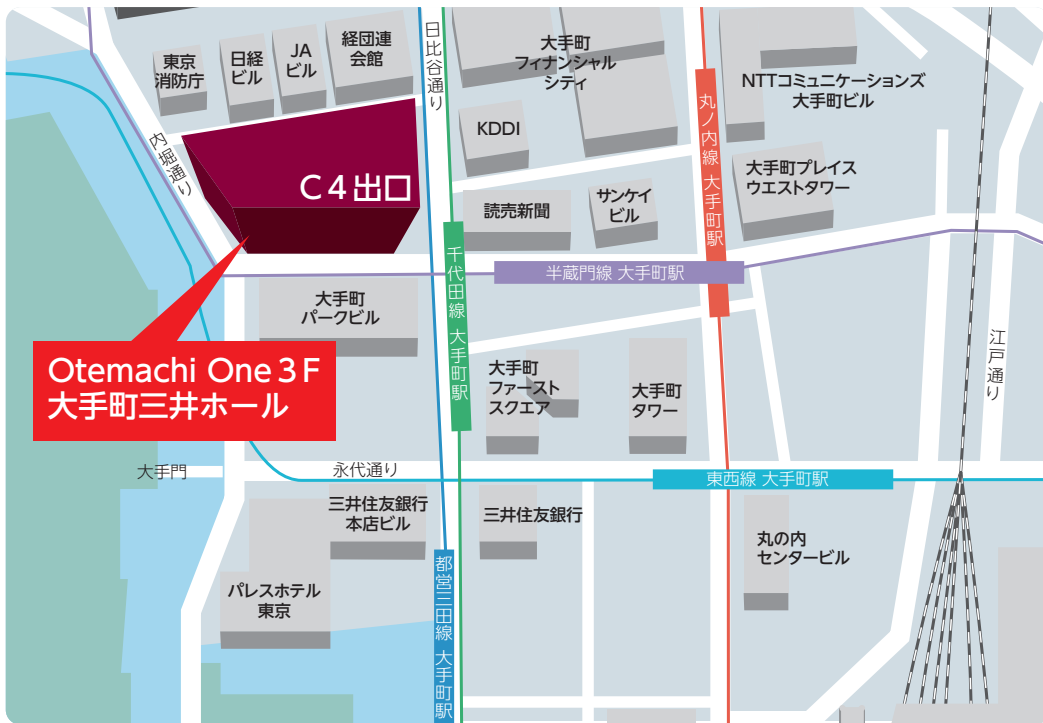 東京
消防庁
日経
ビル
JA
ビル
経団連
会館
日比谷通り
大手町
フィナンシャル
シティ
丸ノ内線 大手町駅
NTTコミュニケーションズ
大手町ビル
内堀通り
C4出口
KDDI
読売新聞
サンケイ
ビル
大手町プレイス
ウエストタワー
千代田線 大手町駅
半蔵門線 大手町駅
大手町
パークビル
Otemachi One 3F
大手町三井ホール
大手町
ファースト
スクエア
大手町
タワー
江戸通り
大手門
永代通り
東西線 大手町駅
三井住友銀行
本店ビル
三井住友銀行
丸の内
センタービル
都営三田線 大手町駅
パレスホテル
東京